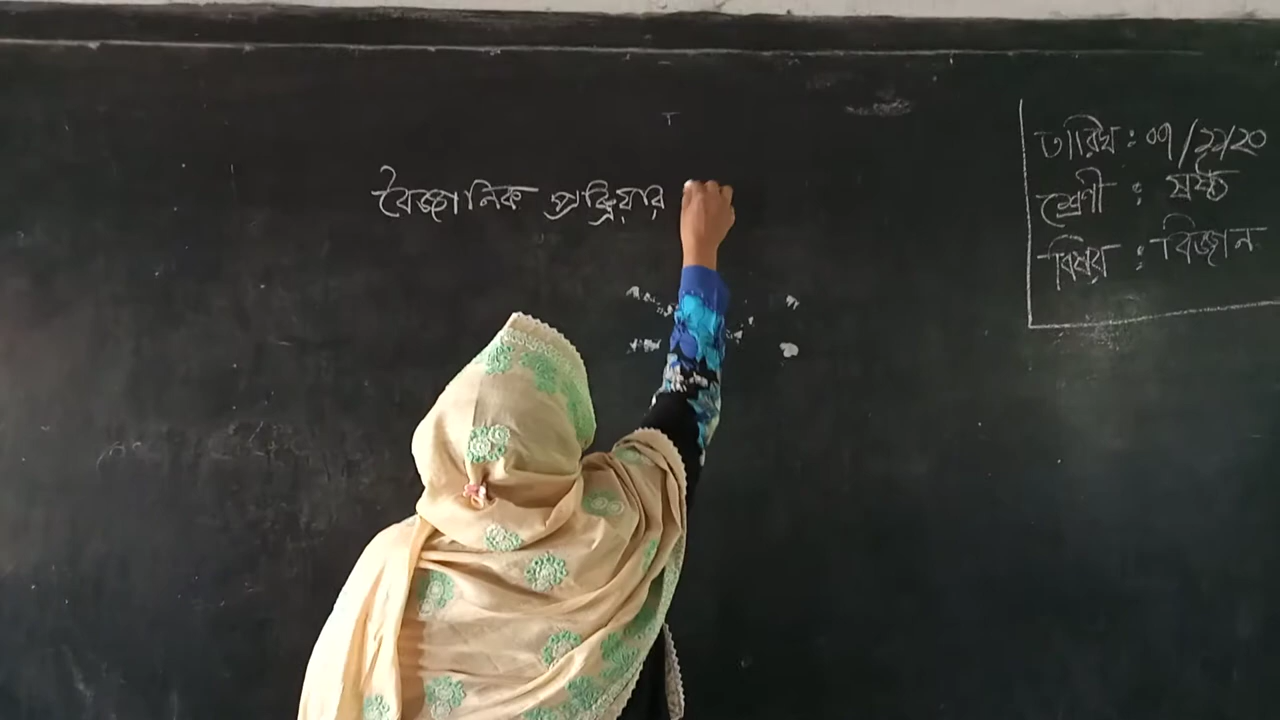 বৈজ্ঞানিক প্রক্রিয়ার
তারিখ : ০৭/১১/২০
শ্রেণী : ষষ্ঠ
বিষয় : বিজ্ঞান